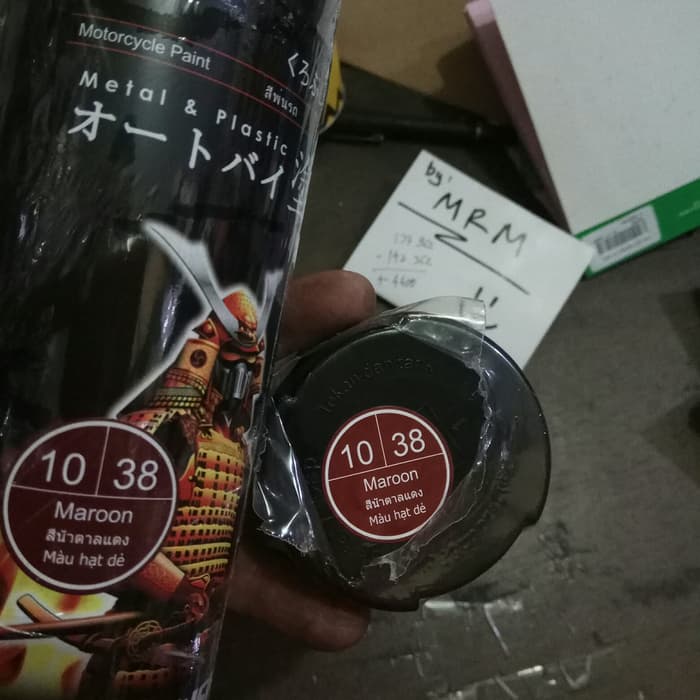 Motorcycle Paint
สีพ่นรถ
Metal & Plastic
オートバイ
10 38
Maroon
สีน้ำตาลแดง
Màu hạt dẻ
10 38
Maroon
สีน้ำตาลแดง
Màu hạt dẻ
by:
MRM